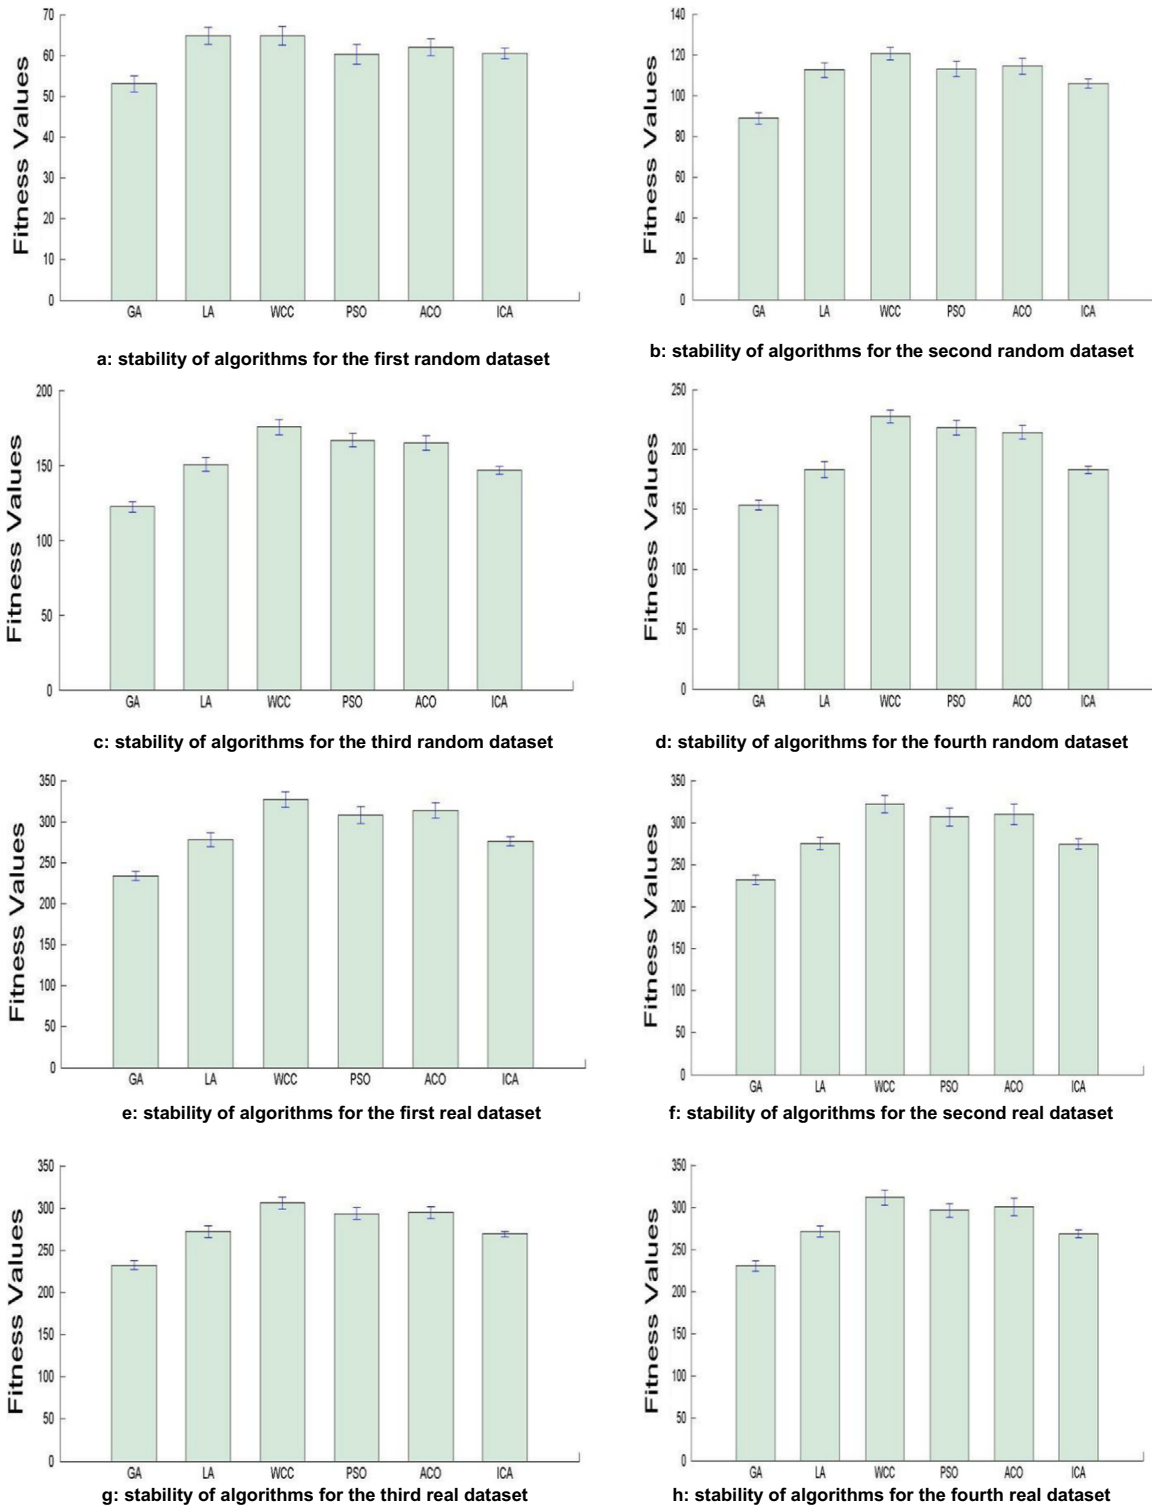 Fitness Values
70
60
50
40
30
20
10
0
GA LA WCC PSO ACO ICA
a: stability of algorithms for the first random dataset
Fitness Values
140
120
100
80
60
40
20
0
GA LA WCC PSO ACO ICA
b: stability of algorithms for the second random dataset
Fitness Values
200
150
100
50
0
GA LA WCC PSO ACO ICA
c: stability of algorithms for the third random dataset
Fitness Values
250
200
150
100
50
0
GA LA WCC PSO ACO ICA
d: stability of algorithms for the fourth random dataset
Fitness Values
350
300
250
200
150
100
50
0
GA LA WCC PSO ACO ICA
e: stability of algorithms for the first real dataset
Fitness Values
350
300
250
200
150
100
50
0
GA LA WCC PSO ACO ICA
f: stability of algorithms for the second real dataset
Fitness Values
350
300
250
200
150
100
50
0
GA LA WCC PSO ACO ICA
g: stability of algorithms for the third real dataset
Fitness Values
350
300
250
200
150
100
50
0
GA LA WCC PSO ACO ICA
h: stability of algorithms for the fourth real dataset